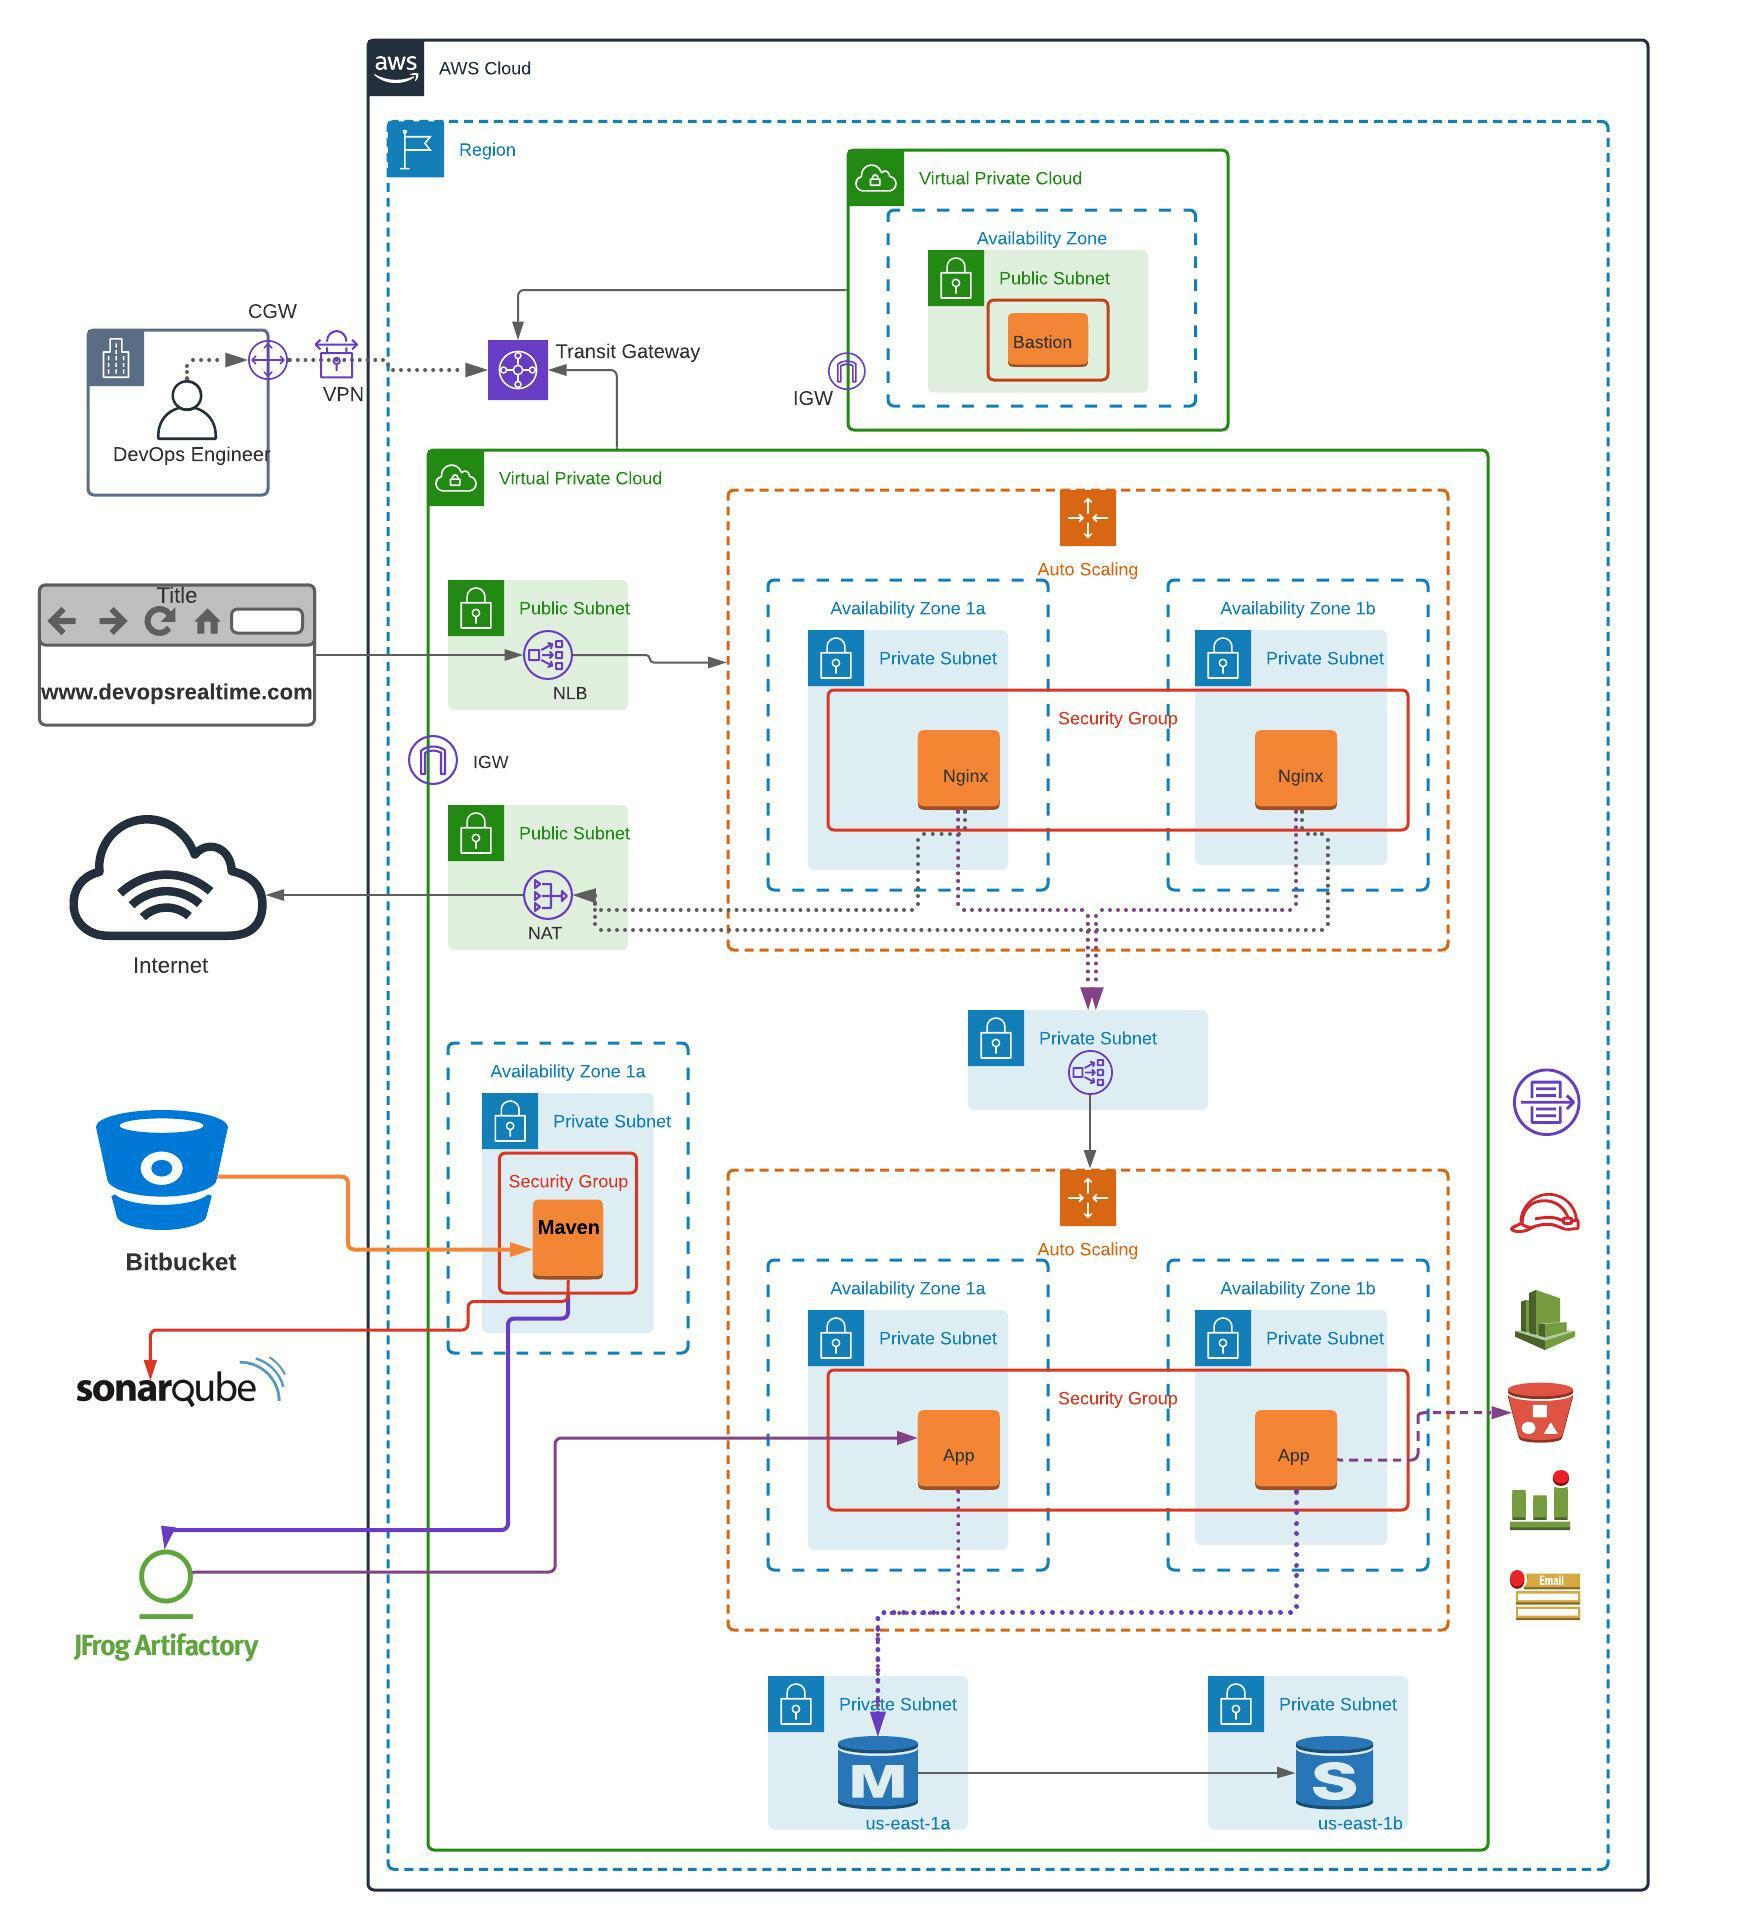 aws
AWS Cloud
Region
Virtual Private Cloud
Availability Zone
Public Subnet
Bastion
IGW
CGW
VPN
DevOps Engineer
Transit Gateway
Virtual Private Cloud
Auto Scaling
Title
www.devopsrealtime.com
Public Subnet
NLB
Availability Zone 1a
Private Subnet
Availability Zone 1b
Private Subnet
Security Group
Nginx
Nginx
IGW
Public Subnet
NAT
Internet
Private Subnet
Availability Zone 1a
Private Subnet
Security Group
Maven
Bitbucket
sonarqube
Auto Scaling
Availability Zone 1a
Private Subnet
Availability Zone 1b
Private Subnet
Security Group
App
App
Email
JFrog Artifactory
Private Subnet
M
us-east-1a
Private Subnet
S
us-east-1b